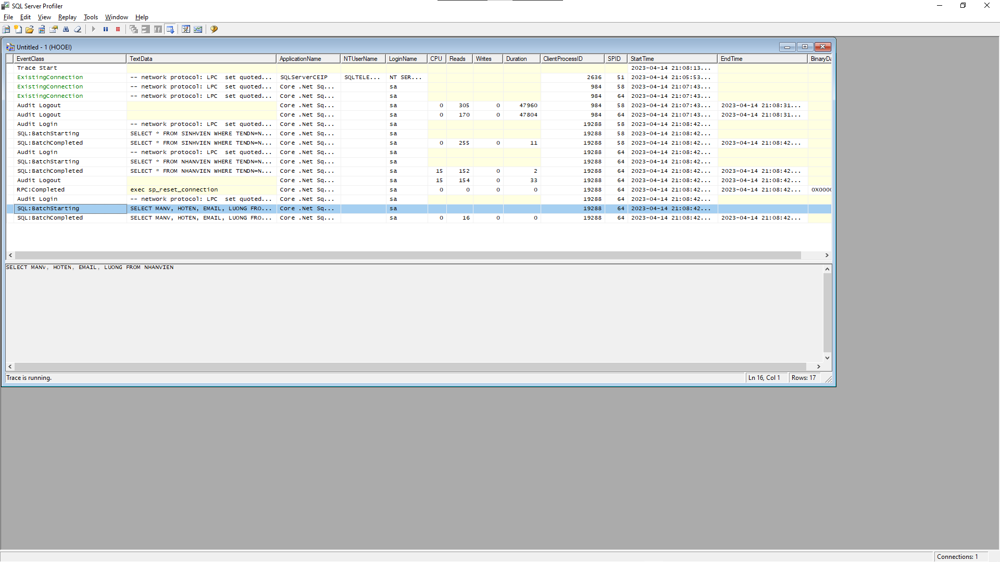 SQL Server Profiler
File Edit View Replay Tools Window Help
Untitled - 1 (HOOEI)
EventClass TextData ApplicationName NTUserName LoginName CPU Reads Writes Duration ClientProcessID SPID StartTime EndTime BinaryDa
Trace Start 2023-04-14 21:08:13...
ExistingConnection -- network protocol: LPC set quoted... SQLServerCEIP SQLTELE... NT SER... 2636 51 2023-04-14 21:05:53...
ExistingConnection -- network protocol: LPC set quoted... Core .Net Sq... sa 984 58 2023-04-14 21:07:43...
ExistingConnection -- network protocol: LPC set quoted... Core .Net Sq... sa 984 64 2023-04-14 21:07:43...
Audit Logout Core .Net Sq... sa 0 305 0 47960 984 58 2023-04-14 21:07:43... 2023-04-14 21:08:31...
Audit Logout Core .Net Sq... sa 0 170 0 47804 984 64 2023-04-14 21:07:43... 2023-04-14 21:08:31...
Audit Login -- network protocol: LPC set quoted... Core .Net Sq... sa 19288 58 2023-04-14 21:08:42...
SQL:BatchStarting SELECT * FROM SINHVIEN WHERE TENDN=N... Core .Net Sq... sa 19288 58 2023-04-14 21:08:42...
SQL:BatchCompleted SELECT * FROM SINHVIEN WHERE TENDN=N... Core .Net Sq... sa 0 255 0 11 19288 58 2023-04-14 21:08:42... 2023-04-14 21:08:42...
Audit Login -- network protocol: LPC set quoted... Core .Net Sq... sa 19288 64 2023-04-14 21:08:42...
SQL:BatchStarting SELECT * FROM NHANVIEN WHERE TENDN=N... Core .Net Sq... sa 19288 64 2023-04-14 21:08:42...
SQL:BatchCompleted SELECT * FROM NHANVIEN WHERE TENDN=N... Core .Net Sq... sa 15 152 0 2 19288 64 2023-04-14 21:08:42... 2023-04-14 21:08:42...
Audit Logout Core .Net Sq... sa 15 154 0 33 19288 64 2023-04-14 21:08:42... 2023-04-14 21:08:42...
RPC:Completed exec sp_reset_connection Core .Net Sq... sa 0 0 0 0 19288 64 2023-04-14 21:08:42... 2023-04-14 21:08:42... 0X0000
Audit Login -- network protocol: LPC set quoted... Core .Net Sq... sa 19288 64 2023-04-14 21:08:42...
SQL:BatchStarting SELECT MANV, HOTEN, EMAIL, LUONG FRO... Core .Net Sq... sa 19288 64 2023-04-14 21:08:42...
SQL:BatchCompleted SELECT MANV, HOTEN, EMAIL, LUONG FRO... Core .Net Sq... sa 0 16 0 0 19288 64 2023-04-14 21:08:42... 2023-04-14 21:08:42...
SELECT MANV, HOTEN, EMAIL, LUONG FROM NHANVIEN
Trace is running. Ln 16, Col 1 Rows: 17
Connections: 1